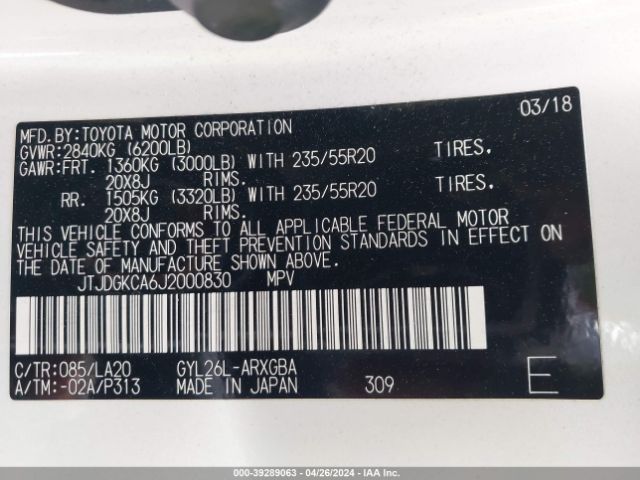 03/18
MFD.BY:TOYOTA MOTOR CORPORATION
GVWR:2840KG (6200LB)
GAWR:FRT. 1360KG (3000LB) WITH 235/55R20 TIRES.
20X8J RIMS.
RR. 1505KG (3320LB) WITH 235/55R20 TIRES.
20X8J RIMS.
THIS VEHICLE CONFORMS TO ALL APPLICABLE FEDERAL MOTOR
VEHICLE SAFETY AND THEFT PREVENTION STANDARDS IN EFFECT ON
THE DATE OF MANUFACTURE SHOWN ABOVE.
JTJDGKCA6J2000830 MPV
C/TR:085/LA20 GYL26L-ARXGBA
A/TM:-02A/P313 MADE IN JAPAN 309 E
000-39289063 - 04/26/2024 - IAA Inc.